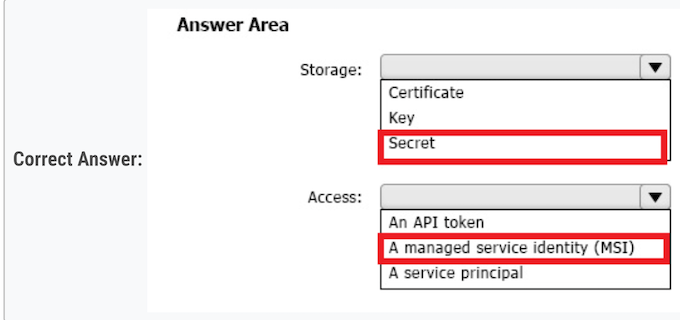 Answer Area
Storage:
Certificate
Key
Secret
Correct Answer:
Access:
An API token
A managed service identity (MSI)
A service principal